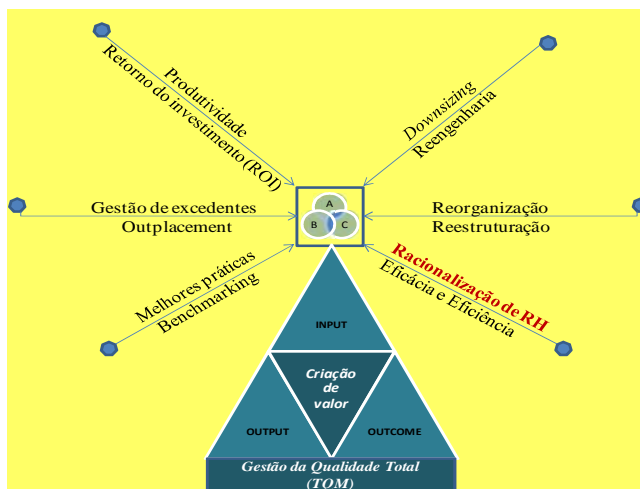 Produtividade
Retorno do investimento (ROI)
Downsizing
Reengenharia
A
B
C
Gestão de excedentes
Outplacement
Reorganização
Reestruturação
Melhores práticas
Benchmarking
Racionalização de RH
Eficácia e Eficiência
INPUT
Criação
de
valor
OUTPUT
OUTCOME
Gestão da Qualidade Total
(TQM)